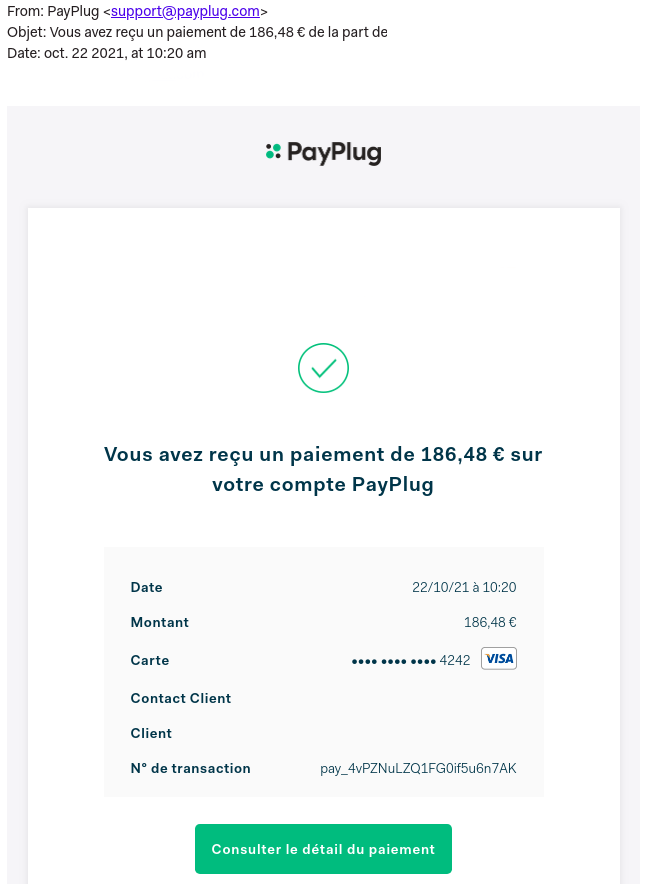 From: PayPlug <support@payplug.com>
Objet: Vous avez reçu un paiement de 186,48 € de la part de
Date: oct. 22 2021, at 10:20 am
PayPlug
Vous avez reçu un paiement de 186,48 € sur
votre compte PayPlug
Date 22/10/21 à 10:20
Montant 186,48 €
Carte •••• •••• •••• 4242 VISA
Contact Client
Client
N° de transaction pay_4vPZNuLZQ1FG0if5u6n7AK
Consulter le détail du paiement